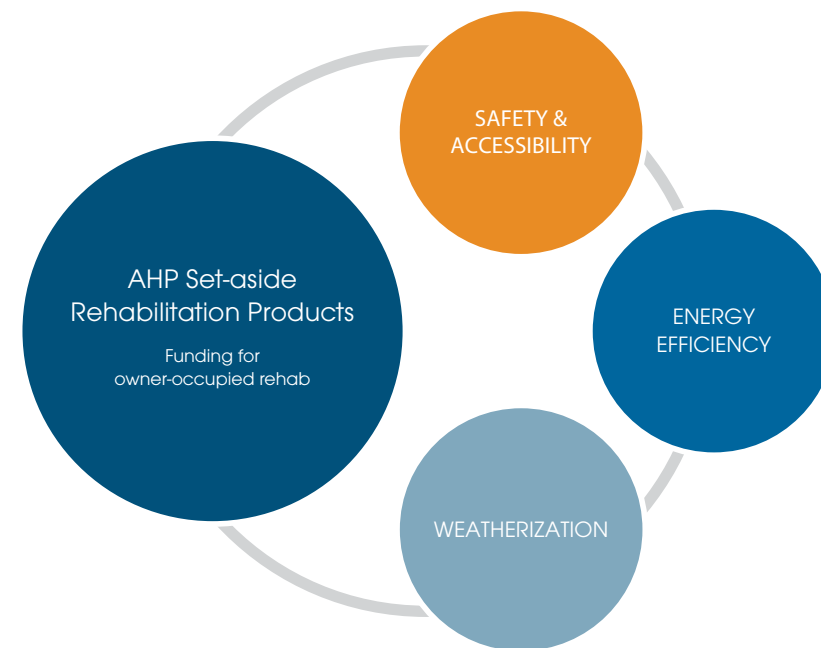 SAFETY &
ACCESSIBILITY
AHP Set-aside
Rehabilitation Products
Funding for
owner-occupied rehab
ENERGY
EFFICIENCY
WEATHERIZATION